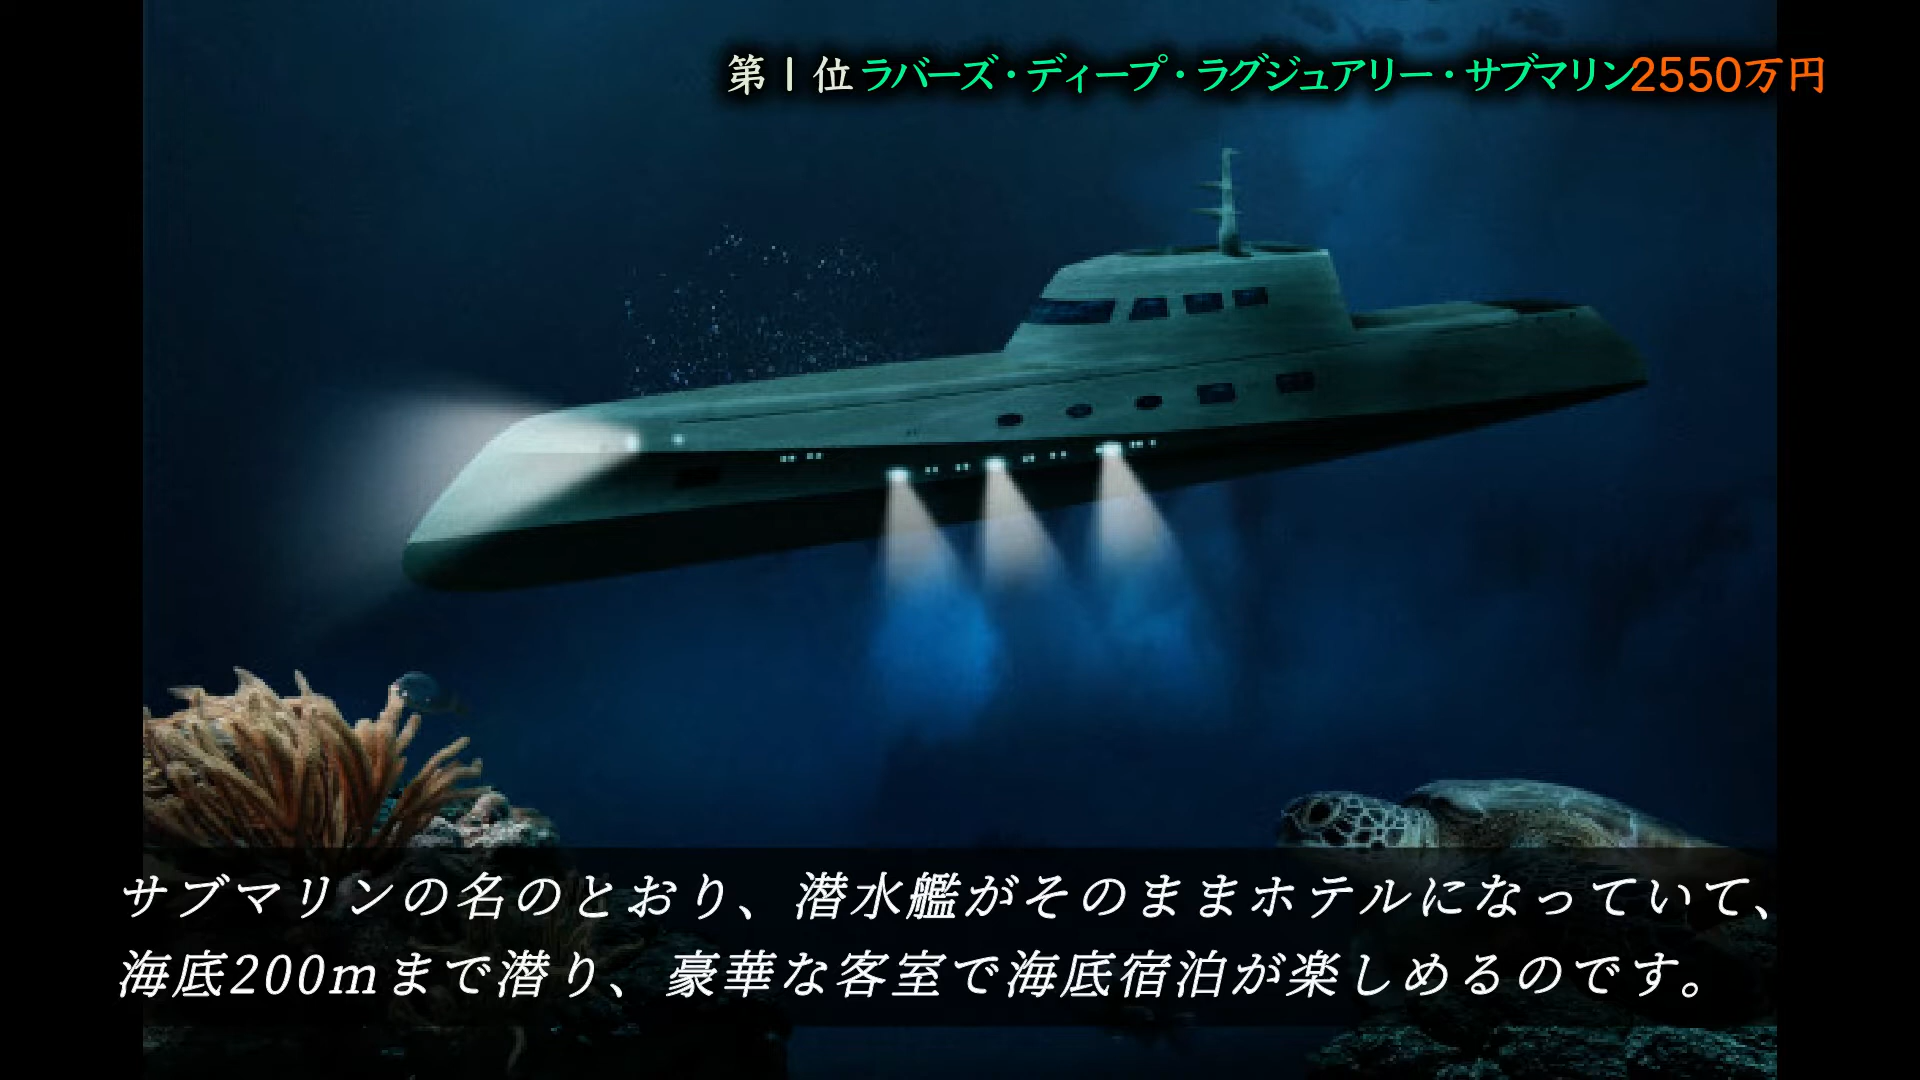 第1位ラバーズ・ディープ・ラグジュアリー・サブマリン2550万円
サブマリンの名のとおり、潜水艦がそのままホテルになっていて、
海底200mまで潜り、豪華な客室で海底宿泊が楽しめるのです。